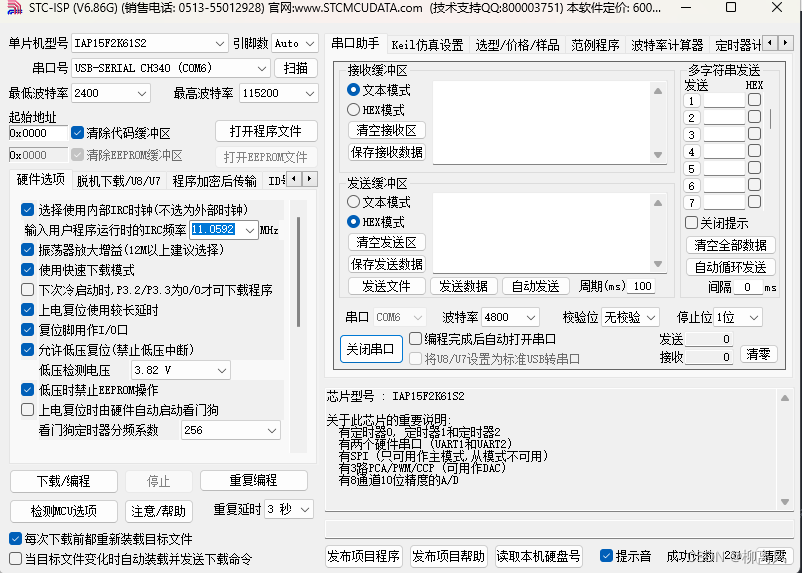 STC-ISP (V6.86G) (销售电话: 0513-55012928) 官网:www.STCMCUDATA.com (技术支持QQ:800003751) 本软件定价: 600...
单片机型号 IAP15F2K61S2 引脚数 Auto
串口号 USB-SERIAL CH340 (COM6) 扫描
最低波特率 2400 最高波特率 115200
起始地址
0x0000 清除代码缓冲区 打开程序文件
0x0000 清除EEPROM缓冲区 打开EEPROM文件
硬件选项 脱机下载/U8/U7 程序加密后传输
选择使用内部IRC时钟(不选为外部时钟)
输入用户程序运行时的IRC频率 11.0592 MHz
振荡器放大增益(12M以上建议选择)
使用快速下载模式
下次冷启动时,P3.2/P3.3为0/0才可下载程序
上电复位使用较长延时
复位脚用作I/O口
允许低压复位(禁止低压中断)
低压检测电压 3.82 V
低压时禁止EEPROM操作
上电复位时由硬件自动启动看门狗
看门狗定时器分频系数 256
下载/编程 停止 重复编程
检测MCU选项 注意/帮助 重复延时 3 秒
每次下载前都重新装载目标文件
当目标文件变化时自动装载并发送下载命令
串口助手 Keil仿真设置 选型/价格/样品 范例程序 波特率计算器 定时器计
接收缓冲区
文本模式
HEX模式
清空接收区
保存接收数据
发送缓冲区
文本模式
HEX模式
清空发送区
保存发送数据
发送文件 发送数据 自动发送 周期(ms) 100
多字符串发送
发送 HEX
1
2
3
4
5
6
7
关闭提示
清空全部数据
自动循环发送
间隔 0 ms
串口 COM6 波特率 4800 校验位 无校验 停止位 1位
关闭串口 编程完成后自动打开串口 发送 0
将U8/U7设置为标准USB转串口 接收 0 清零
芯片型号 : IAP15F2K61S2
关于此芯片的重要说明:
有定时器0, 定时器1和定时器2
有两个硬件串口 (UART1和UART2)
有SPI (只可用作主模式,从模式不可用)
有3路PCA/PWM/CCP (可用作DAC)
有8通道10位精度的A/D
发布项目程序 发布项目帮助 读取本机硬盘号 提示音 成功计数 清零